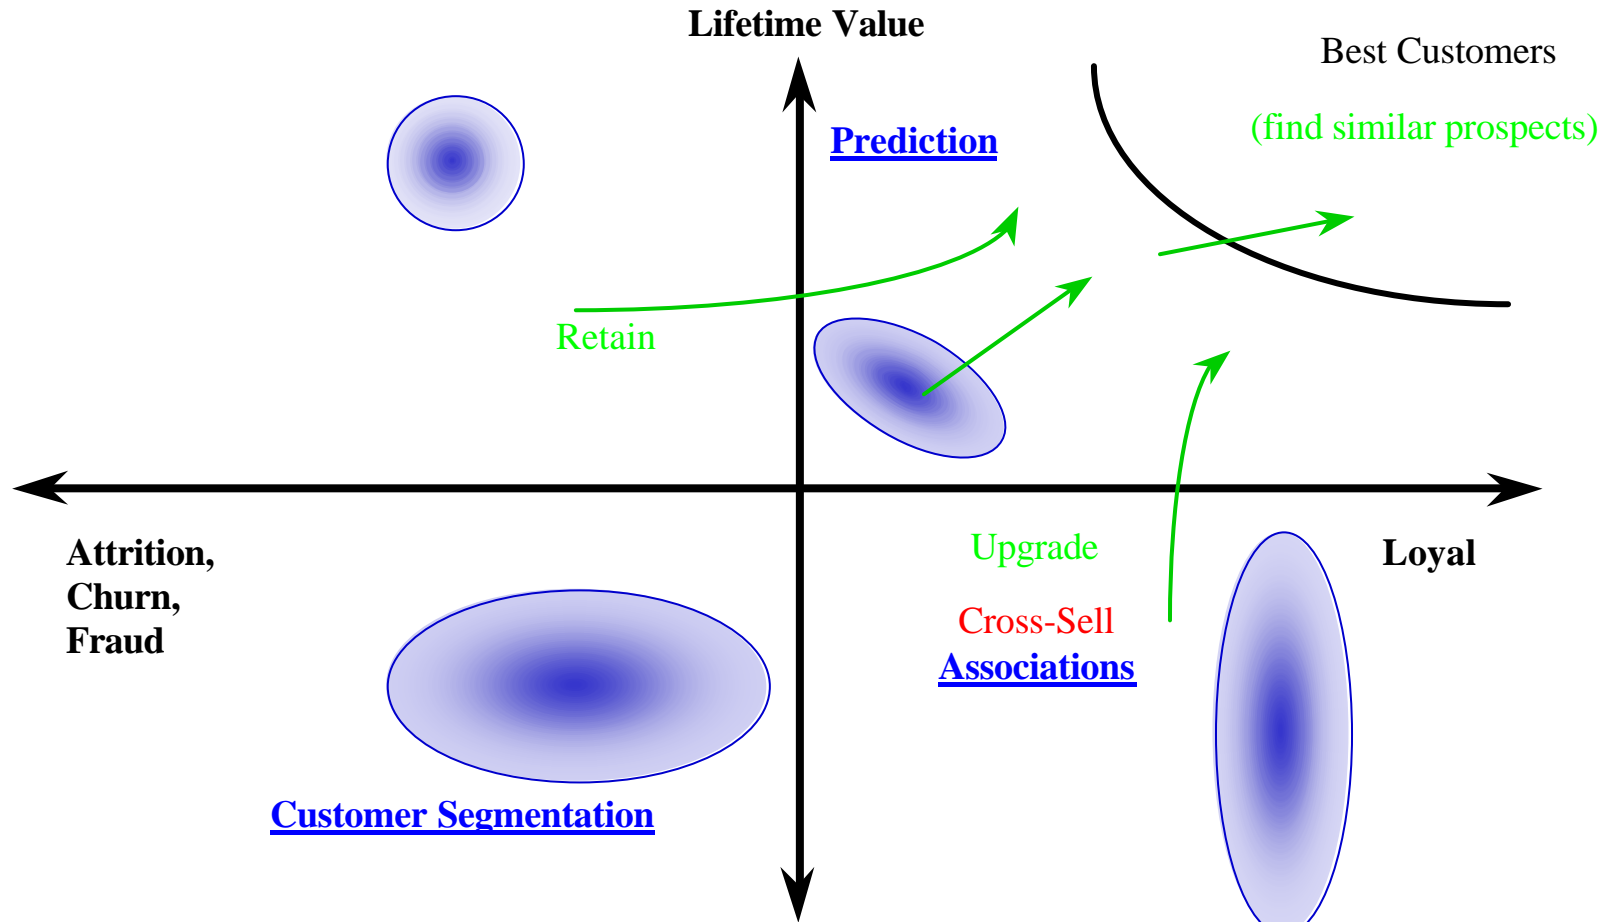 Lifetime Value
Best Customers
(find similar prospects)
Prediction
Retain
Attrition,
Churn,
Fraud
Upgrade
Loyal
Cross-Sell
Associations
Customer Segmentation